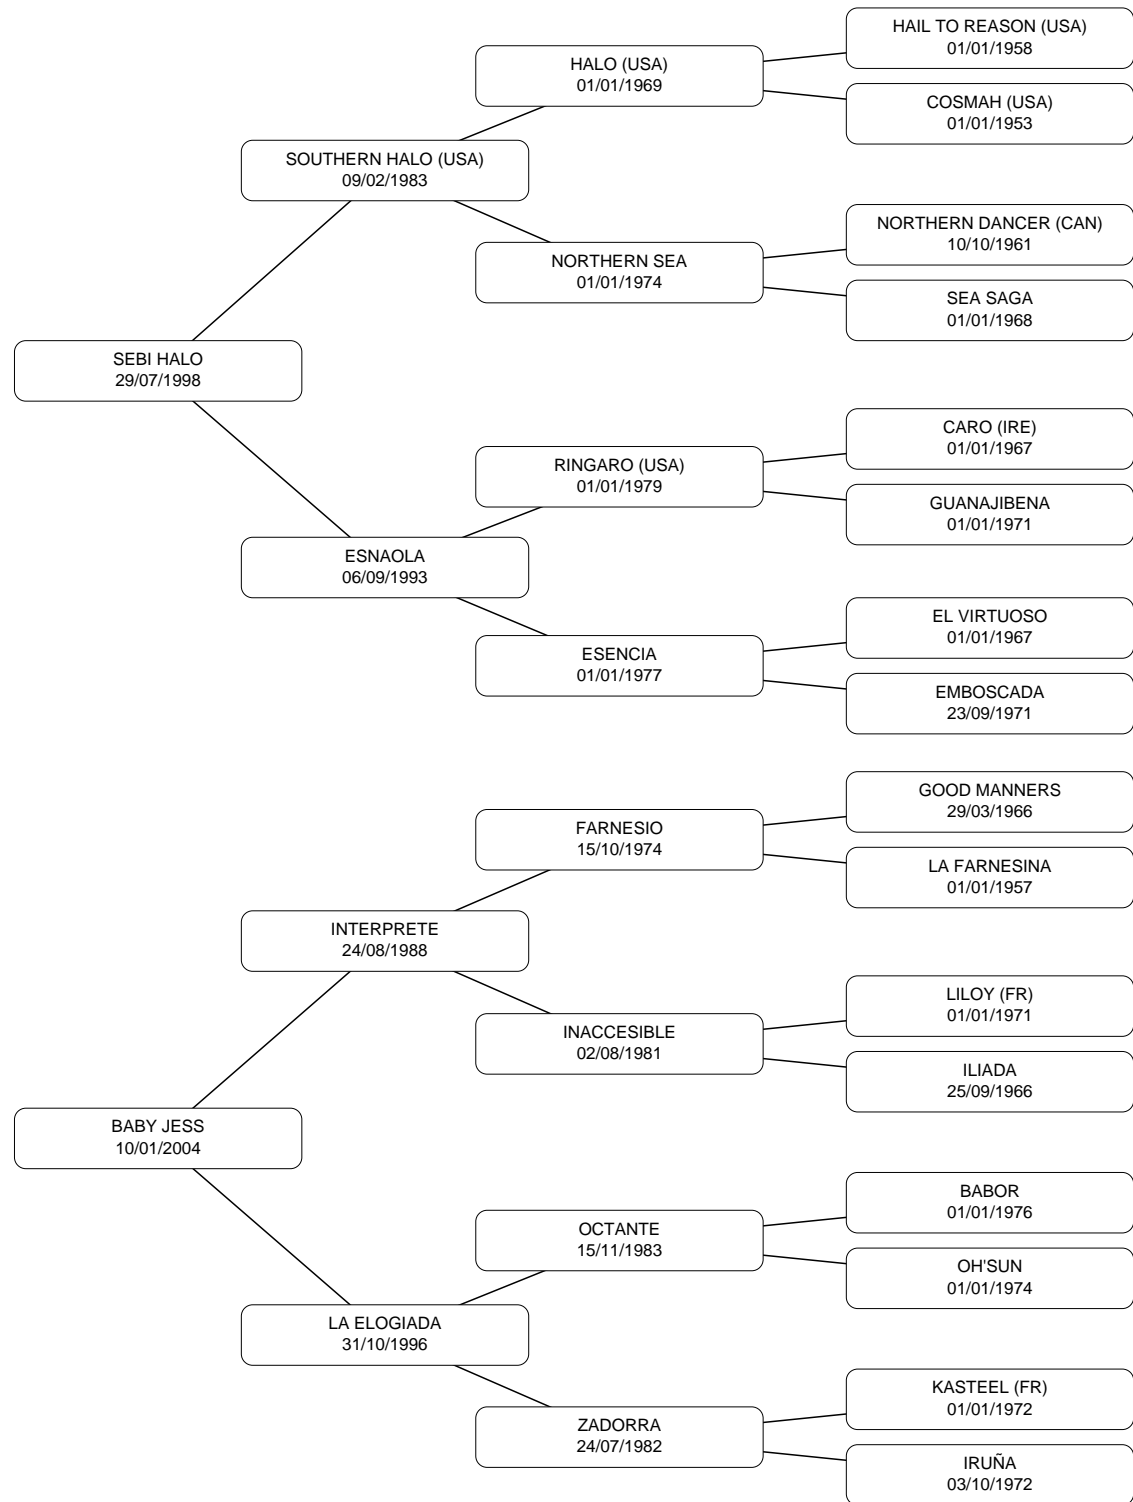 HAIL TO REASON (USA)
01/01/1958
HALO (USA)
01/01/1969
COSMAH (USA)
01/01/1953
SOUTHERN HALO (USA)
09/02/1983
NORTHERN DANCER (CAN)
10/10/1961
NORTHERN SEA
01/01/1974
SEA SAGA
01/01/1968
SEBI HALO
29/07/1998
CARO (IRE)
01/01/1967
RINGARO (USA)
01/01/1979
GUANAJIBENA
01/01/1971
ESNAOLA
06/09/1993
EL VIRTUOSO
01/01/1967
ESENCIA
01/01/1977
EMBOSCADA
23/09/1971
GOOD MANNERS
29/03/1966
FARNESIO
15/10/1974
LA FARNESINA
01/01/1957
INTERPRETE
24/08/1988
LILOY (FR)
01/01/1971
INACCESIBLE
02/08/1981
ILIADA
25/09/1966
BABY JESS
10/01/2004
BABOR
01/01/1976
OCTANTE
15/11/1983
OH'SUN
01/01/1974
LA ELOGIADA
31/10/1996
KASTEEL (FR)
01/01/1972
ZADORRA
24/07/1982
IRUÑA
03/10/1972